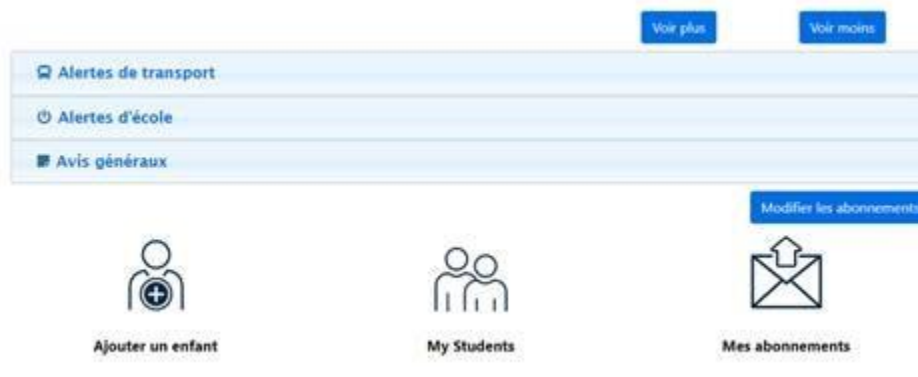 Voir plus Voir moins
Alertes de transport
Alertes d'école
Avis généraux
Modifier les abonnements
Ajouter un enfant My Students Mes abonnements